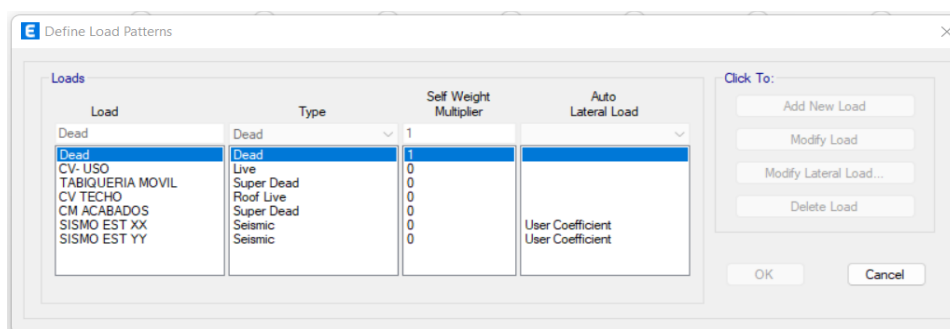 E Define Load Patterns
Loads
Load Type Self Weight Multiplier Auto Lateral Load
Dead Dead 1
Dead Dead 1
CV- USO Live 0
TABIQUERIA MOVIL Super Dead 0
CV TECHO Roof Live 0
CM ACABADOS Super Dead 0
SISMO EST XX Seismic 0 User Coefficient
SISMO EST YY Seismic 0 User Coefficient
Click To:
Add New Load
Modify Load
Modify Lateral Load...
Delete Load
OK Cancel